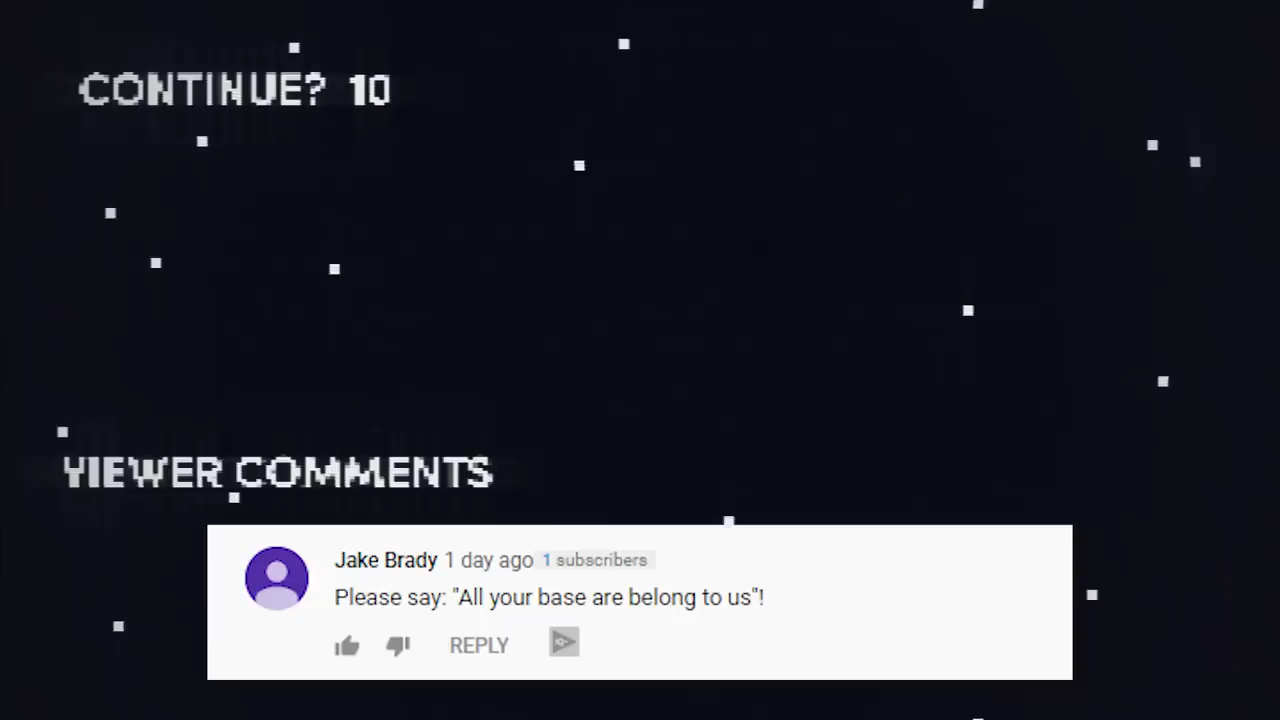 CONTINUE? 10
VIEWER COMMENTS
Jake Brady 1 day ago 1 subscribers
Please say: "All your base are belong to us"!
REPLY